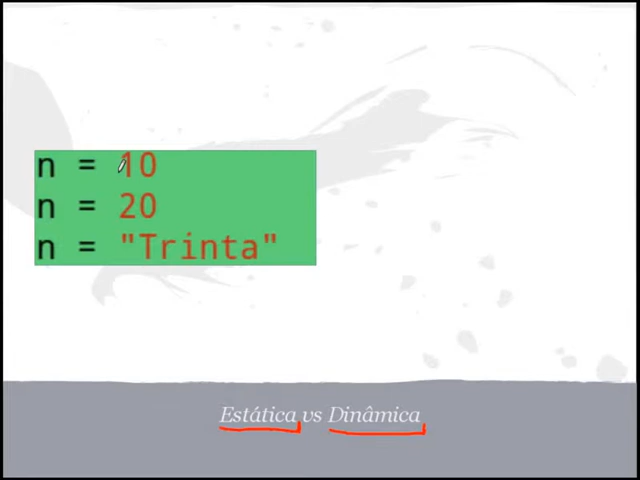 n = 10
n = 20
n = "Trinta"
Estática vs Dinâmica